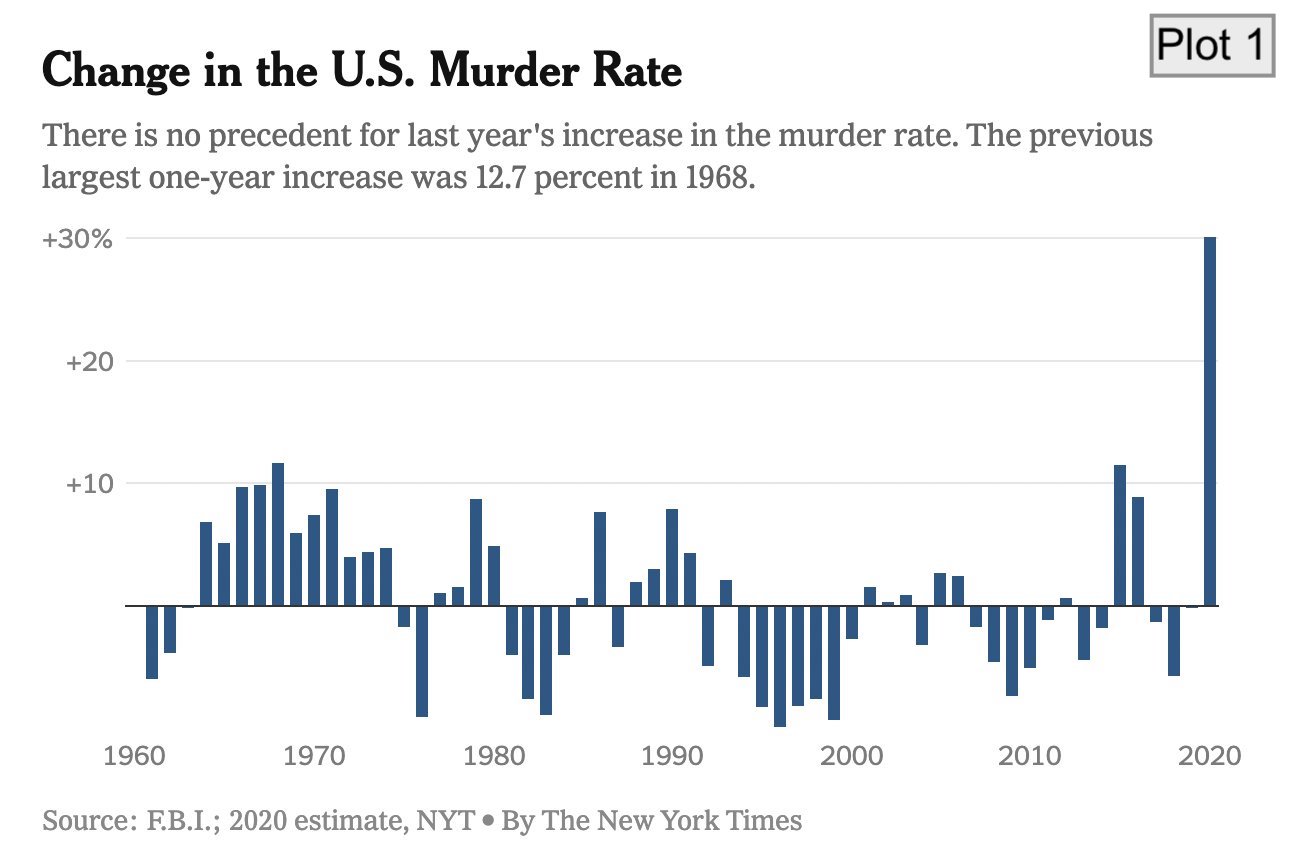 Plot 1
Change in the U.S. Murder Rate
There is no precedent for last year's increase in the murder rate. The previous
largest one-year increase was 12.7 percent in 1968.
+30%
+20
+10
1960 1970 1980 1990 2000 2010 2020
Source: F.B.I.; 2020 estimate, NYT • By The New York Times